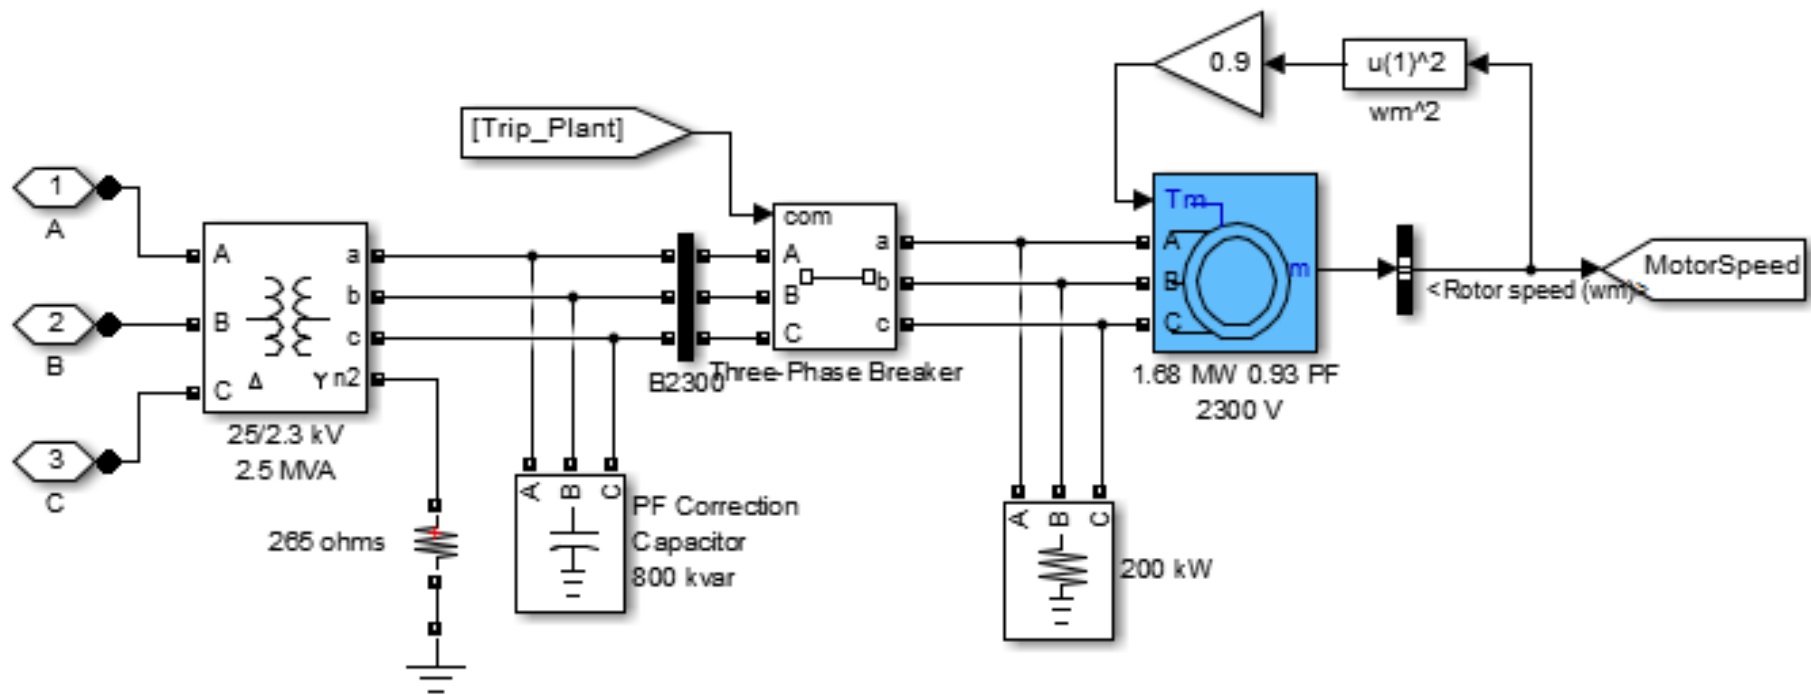 0.9
u(1)^2
wm^2
[Trip_Plant]
1
A
2
B
3
C
A
B
C
a
b
c
Δ
Y n2
25/2.3 kV
2.5 MVA
265 ohms
A
B
C
PF Correction
Capacitor
800 kvar
B2300
com
A
B
C
a
b
c
Three-Phase Breaker
A
B
C
200 kW
Tm
A
B
C
m
1.68 MW 0.93 PF
2300 V
<Rotor speed (wm)>
MotorSpeed